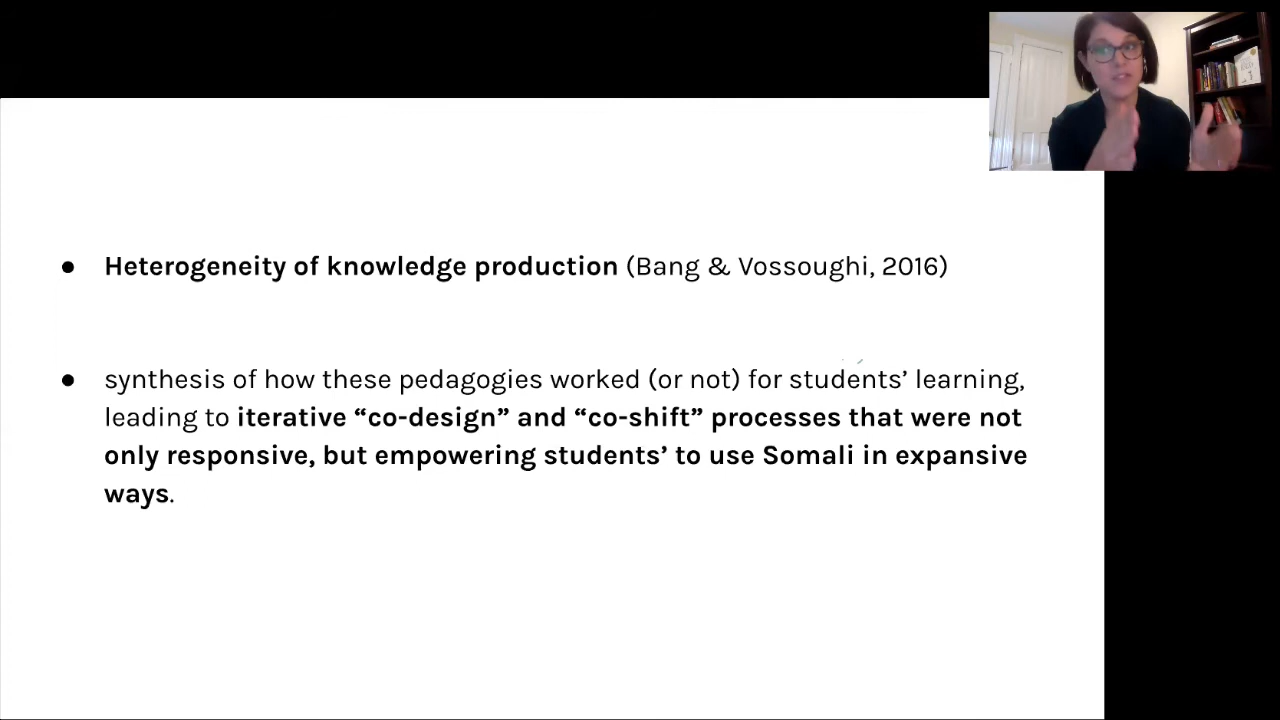 ● Heterogeneity of knowledge production (Bang & Vossoughi, 2016)
● synthesis of how these pedagogies worked (or not) for students’ learning,
leading to iterative “co-design” and “co-shift” processes that were not
only responsive, but empowering students’ to use Somali in expansive
ways.